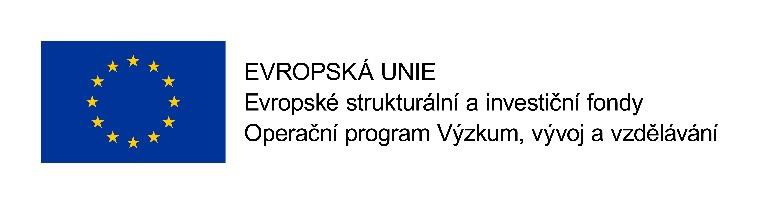 EVROPSKÁ UNIE
Evropské strukturální a investiční fondy
Operační program Výzkum, vývoj a vzdělávání